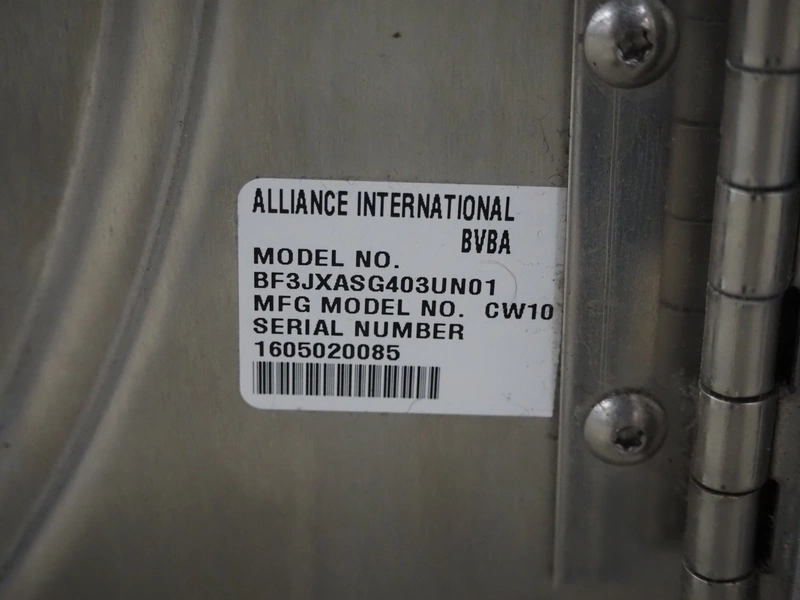 ALLIANCE INTERNATIONAL
BVBA
MODEL NO.
BF3JXASG403UN01
MFG MODEL NO. CW10
SERIAL NUMBER
1605020085